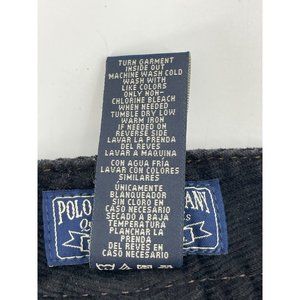 TURN GARMENT
INSIDE OUT
MACHINE WASH COLD
WITH
LIKE COLORS
ONLY NON-
CHLORINE BLEACH
WHEN NEEDED
TUMBLE DRY LOW
WARM IRON
IF NEEDED ON
REVERSE SIDE
LAVAR LA PRENDA
DEL REVES
LAVAR A MAQUINA
CON AGUA FRÍA
LAVAR CON COLORES
SIMILARES
ÚNICAMENTE
BLANQUEADOR
SIN CLORO EN
CASO NECESARIO
SECADO A BAJA
TEMPERATURA
PLANCHAR LA
PRENDA
DEL REVES EN
CASO NECESARIO
POLO